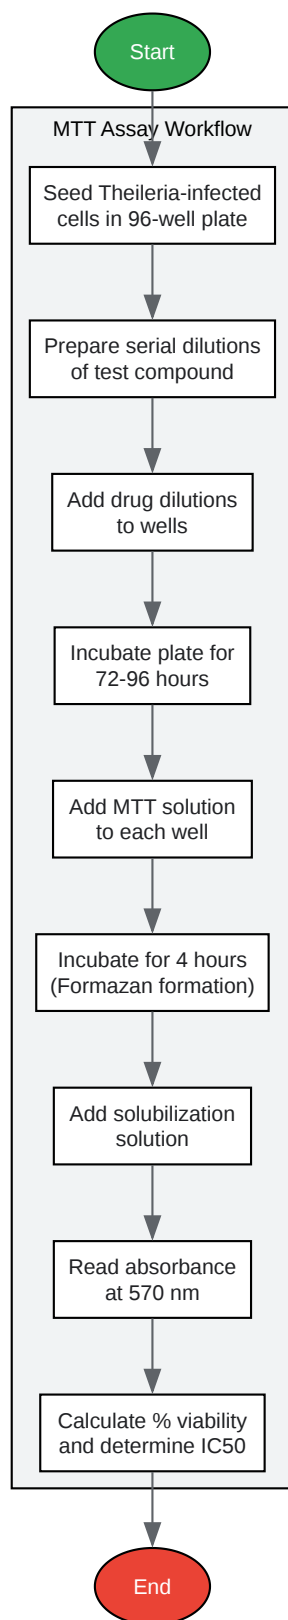 Start
MTT Assay Workflow
Seed Theileria-infected
cells in 96-well plate
Prepare serial dilutions
of test compound
Add drug dilutions
to wells
Incubate plate for
72-96 hours
Add MTT solution
to each well
Incubate for 4 hours
(Formazan formation)
Add solubilization
solution
Read absorbance
at 570 nm
Calculate % viability
and determine IC50
End